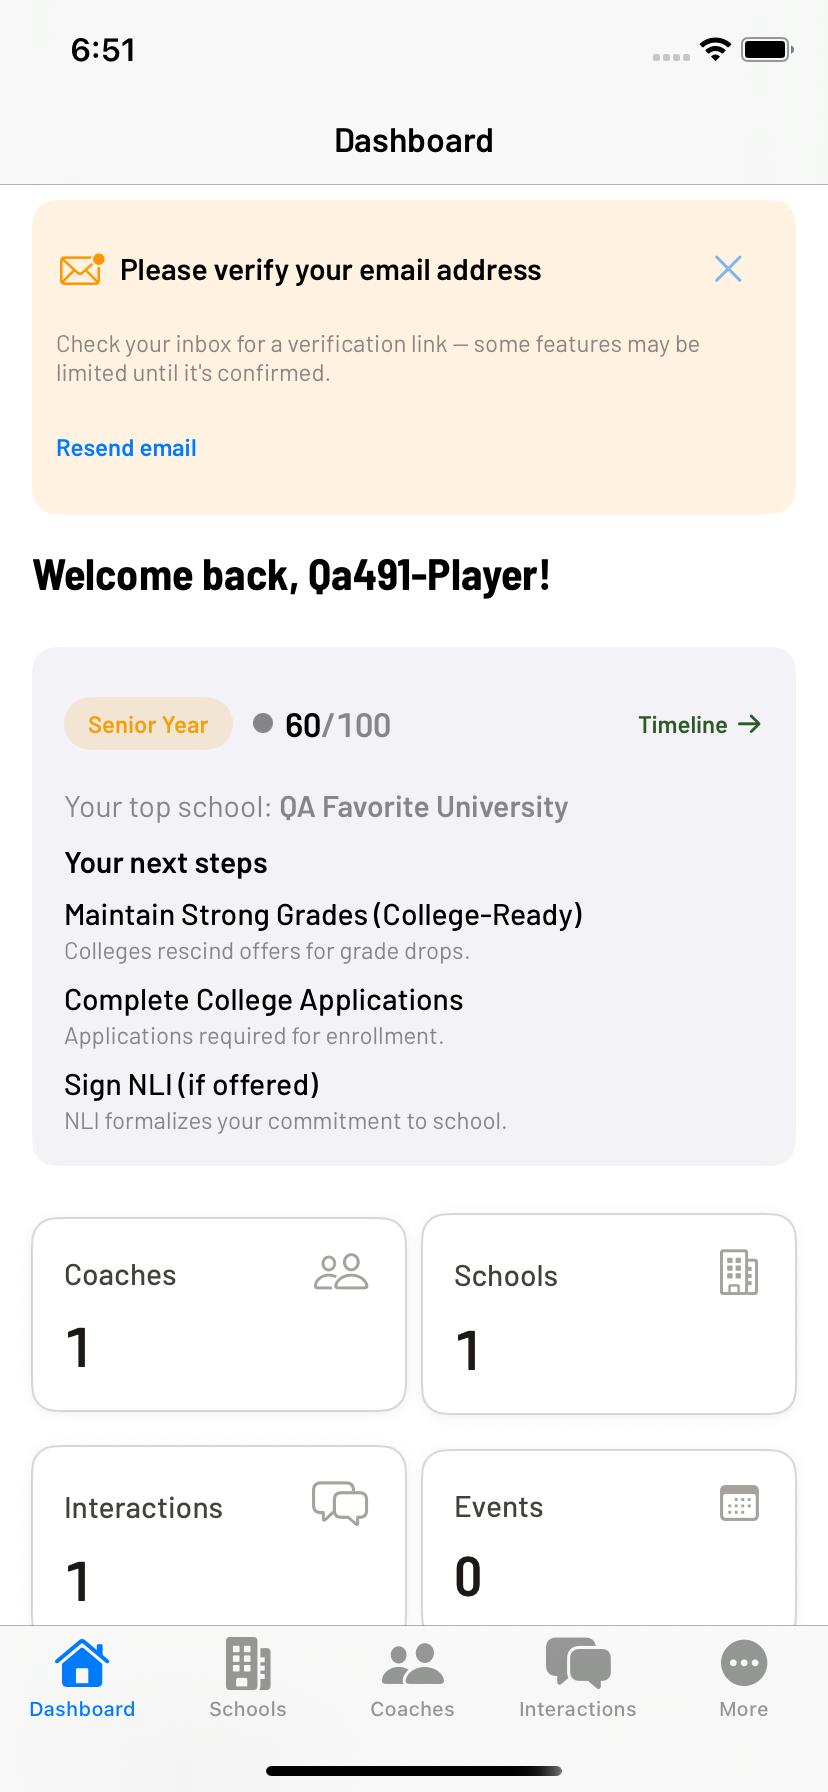 6:51
Dashboard
Please verify your email address
Check your inbox for a verification link — some features may be
limited until it's confirmed.
Resend email
Welcome back, Qa491-Player!
Senior Year
60/100
Timeline →
Your top school: QA Favorite University
Your next steps
Maintain Strong Grades (College-Ready)
Colleges rescind offers for grade drops.
Complete College Applications
Applications required for enrollment.
Sign NLI (if offered)
NLI formalizes your commitment to school.
Coaches
1
Schools
1
Interactions
1
Events
0
Dashboard
Schools
Coaches
Interactions
More